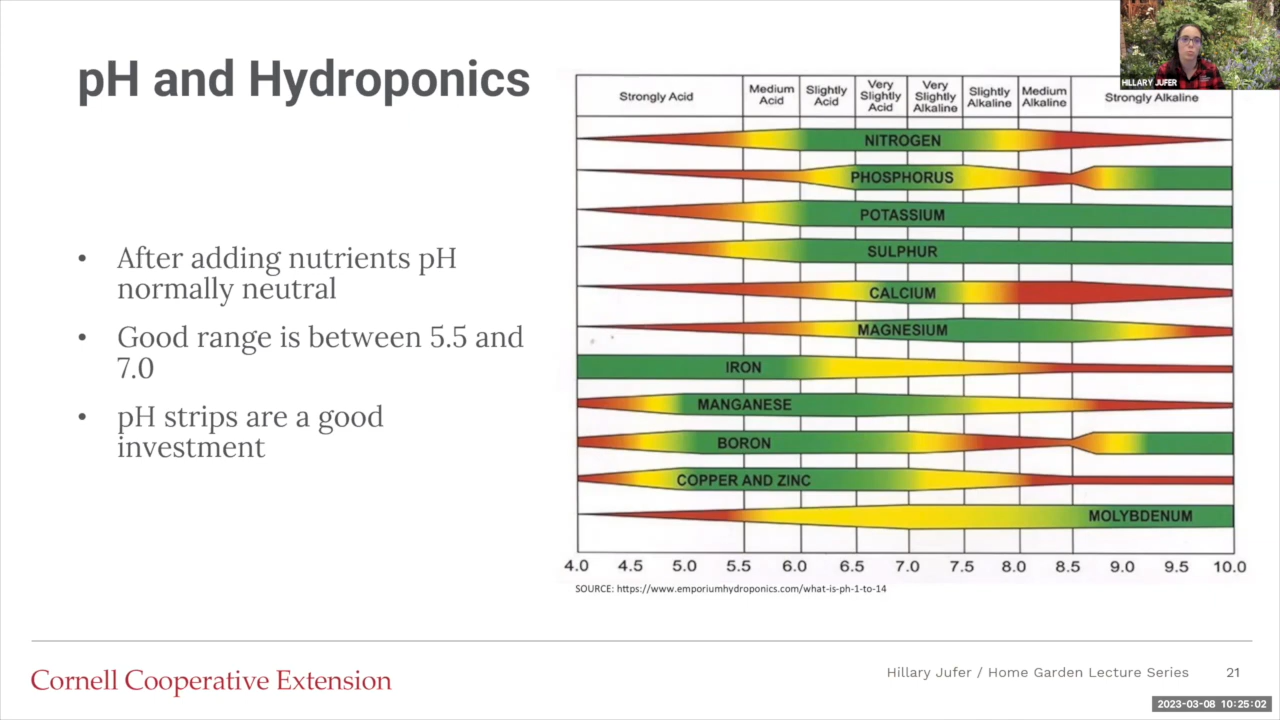 pH and Hydroponics
HILLARY JUFER
• After adding nutrients pH
normally neutral
• Good range is between 5.5 and
7.0
• pH strips are a good
investment
Strongly Acid
Medium
Acid
Slightly
Acid
Very
Slightly
Acid
Very
Slightly
Alkaline
Slightly
Alkaline
Medium
Alkaline
Strongly Alkaline
NITROGEN
PHOSPHORUS
POTASSIUM
SULPHUR
CALCIUM
MAGNESIUM
IRON
MANGANESE
BORON
COPPER AND ZINC
MOLYBDENUM
4.0 4.5 5.0 5.5 6.0 6.5 7.0 7.5 8.0 8.5 9.0 9.5 10.0
SOURCE: https://www.emporiumhydroponics.com/what-is-ph-1-to-14
Cornell Cooperative Extension
Hillary Jufer / Home Garden Lecture Series 21
2023-03-08 10:25:02